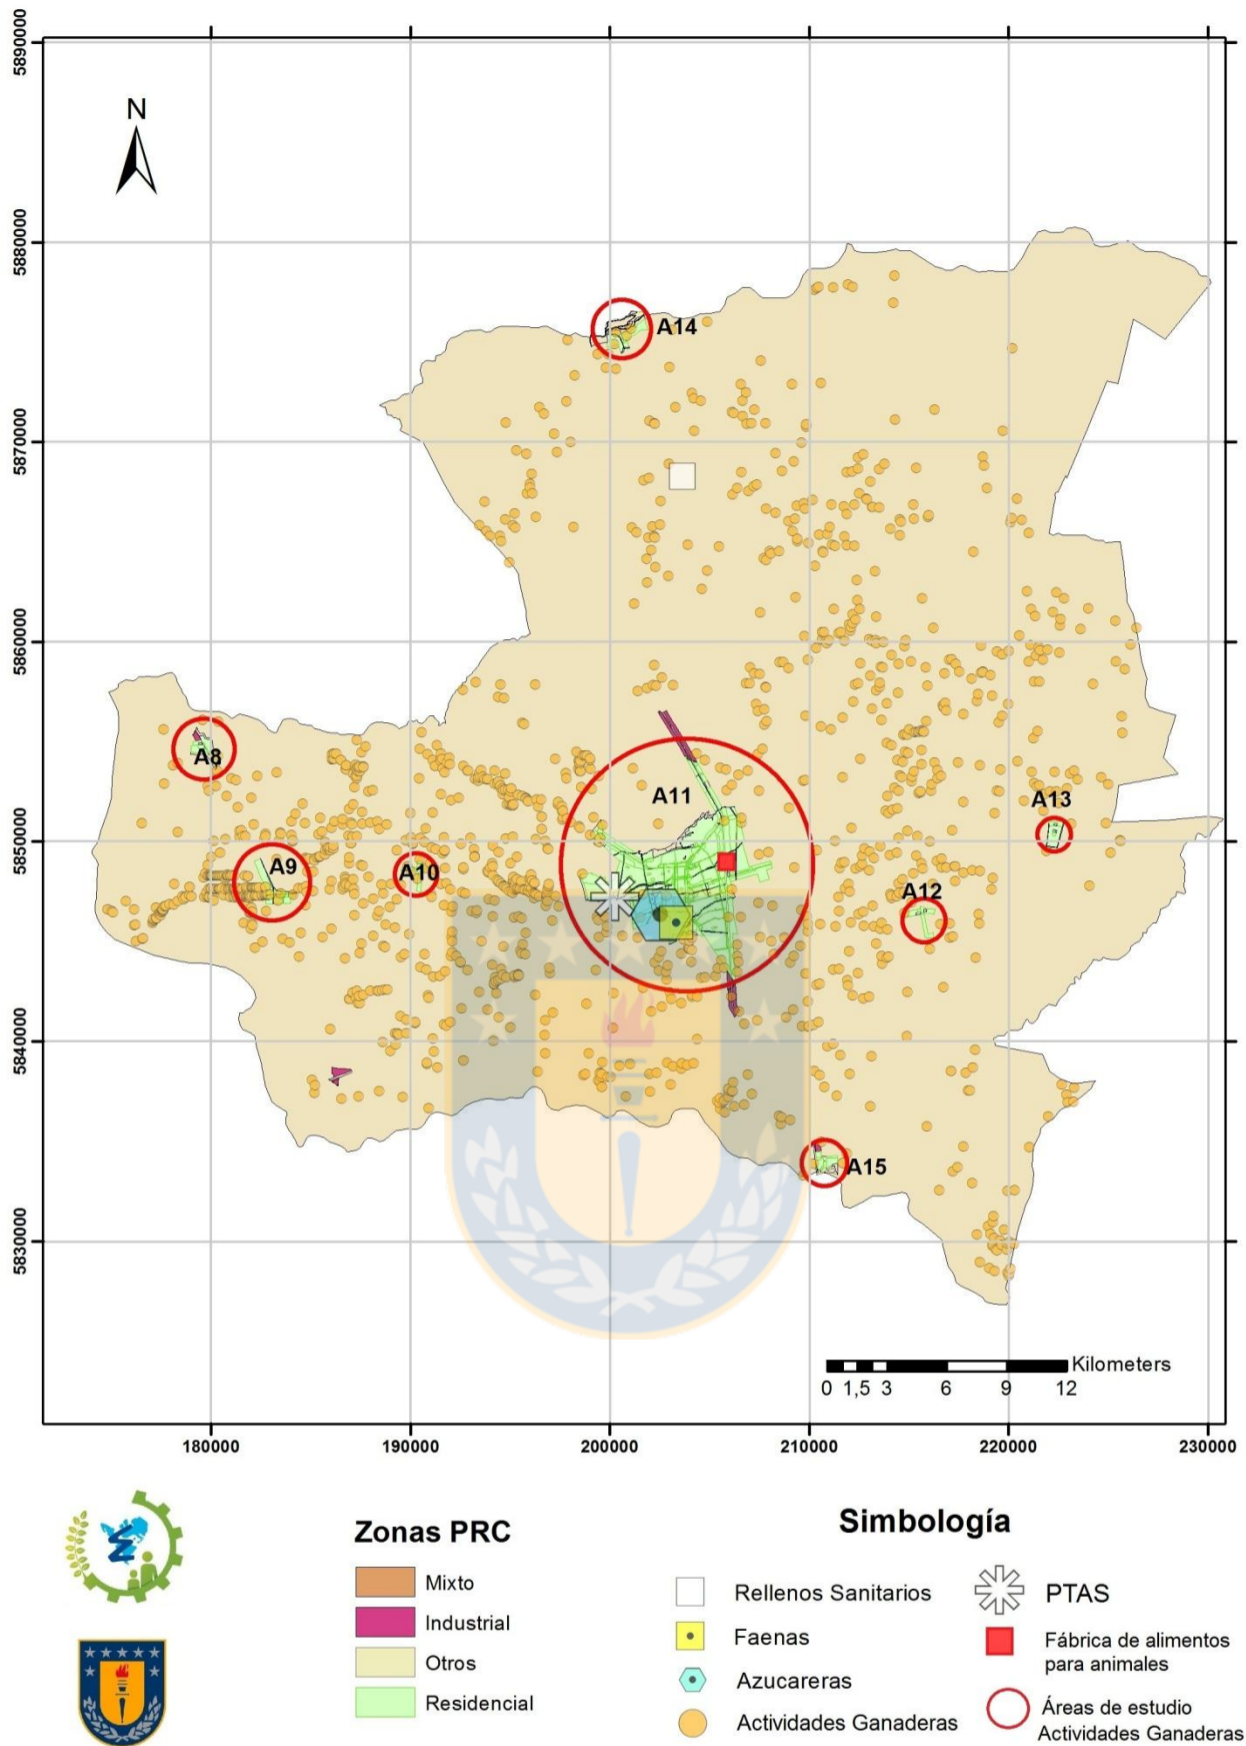 5890000
5880000
5870000
5860000
5850000
5840000
5830000
N
A14
A8
A11
A13
A9
A10
A12
A15
Kilometers
0 1,5 3 6 9 12
180000 190000 200000 210000 220000 230000
Zonas PRC
Mixto
Industrial
Otros
Residencial
Simbología
Rellenos Sanitarios
Faenas
Azucareras
Actividades Ganaderas
PTAS
Fábrica de alimentos
para animales
Áreas de estudio
Actividades Ganaderas